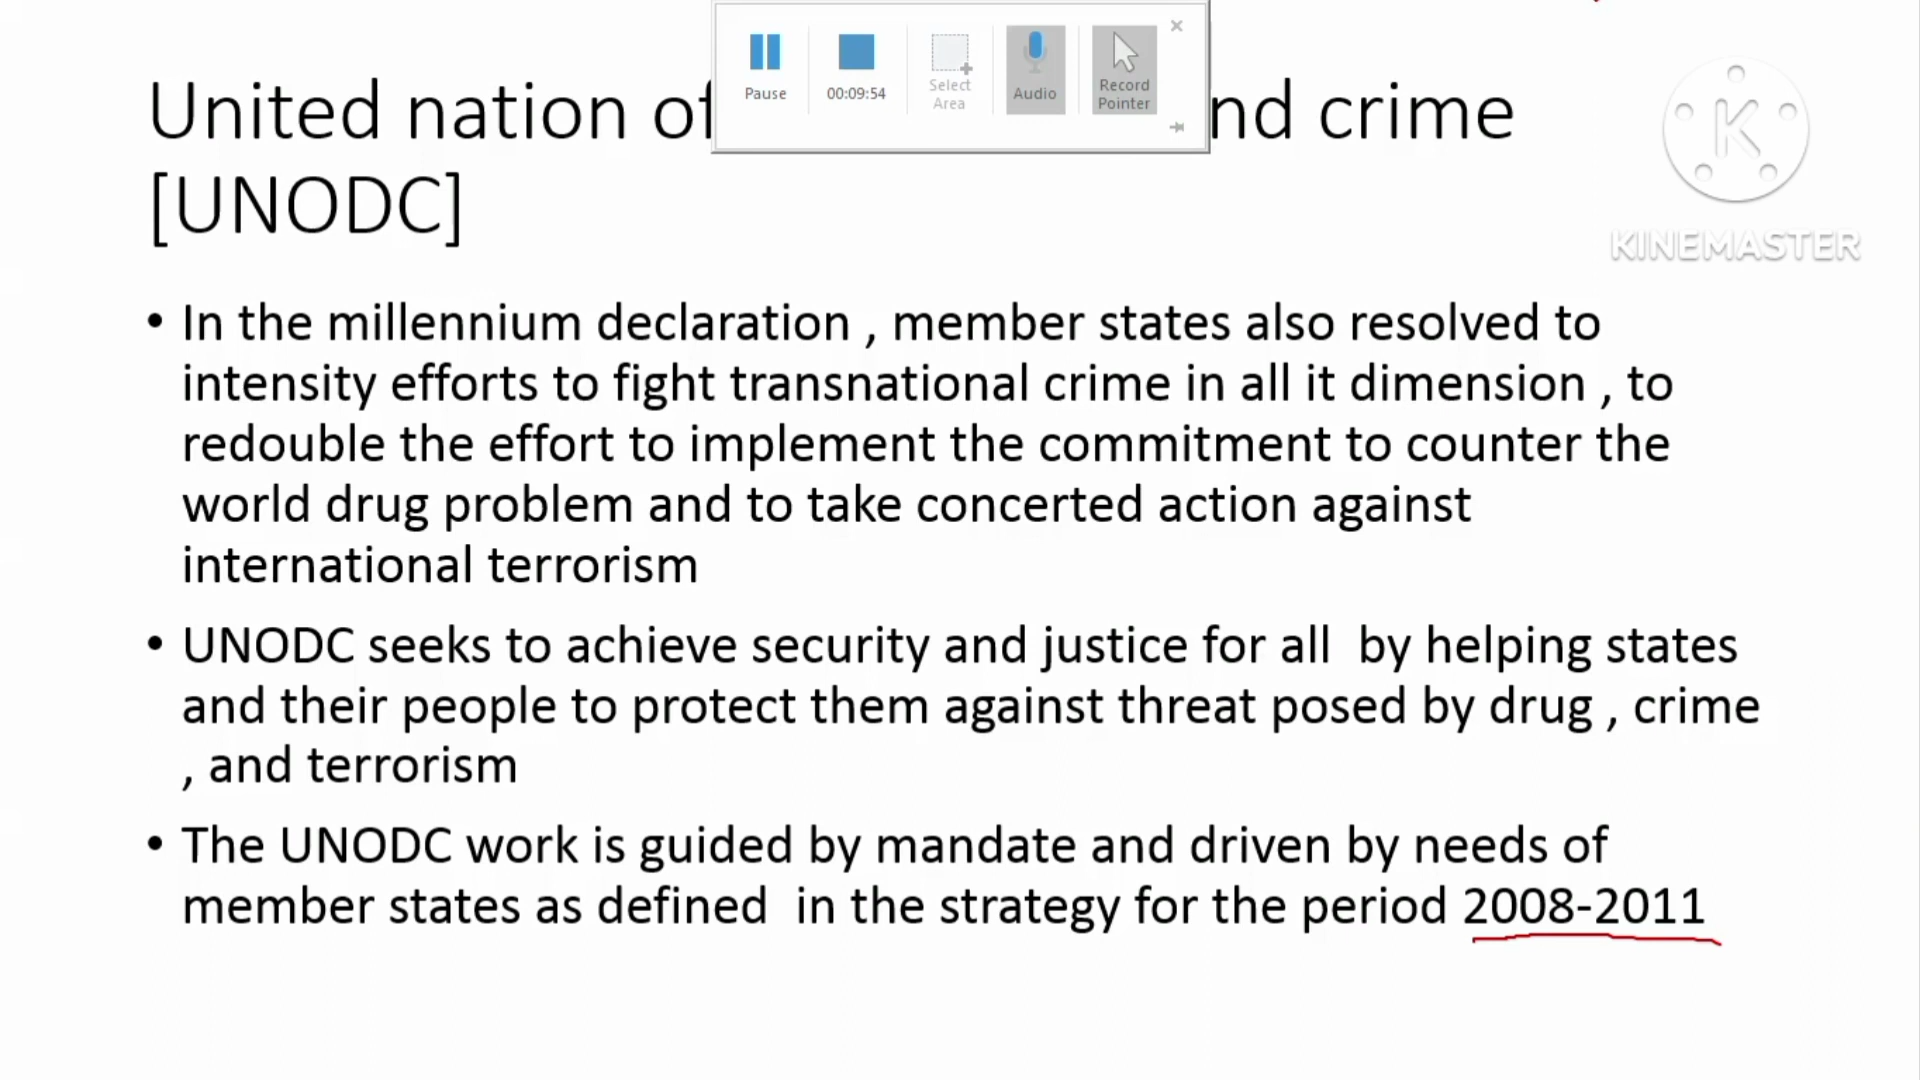 United nation of nd crime
[UNODC]
Pause
00:09:54
Select
Area
Audio
Record
Pointer
K
KINEMASTER
• In the millennium declaration , member states also resolved to
intensity efforts to fight transnational crime in all it dimension , to
redouble the effort to implement the commitment to counter the
world drug problem and to take concerted action against
international terrorism
• UNODC seeks to achieve security and justice for all  by helping states
and their people to protect them against threat posed by drug , crime
, and terrorism
• The UNODC work is guided by mandate and driven by needs of
member states as defined  in the strategy for the period 2008-2011